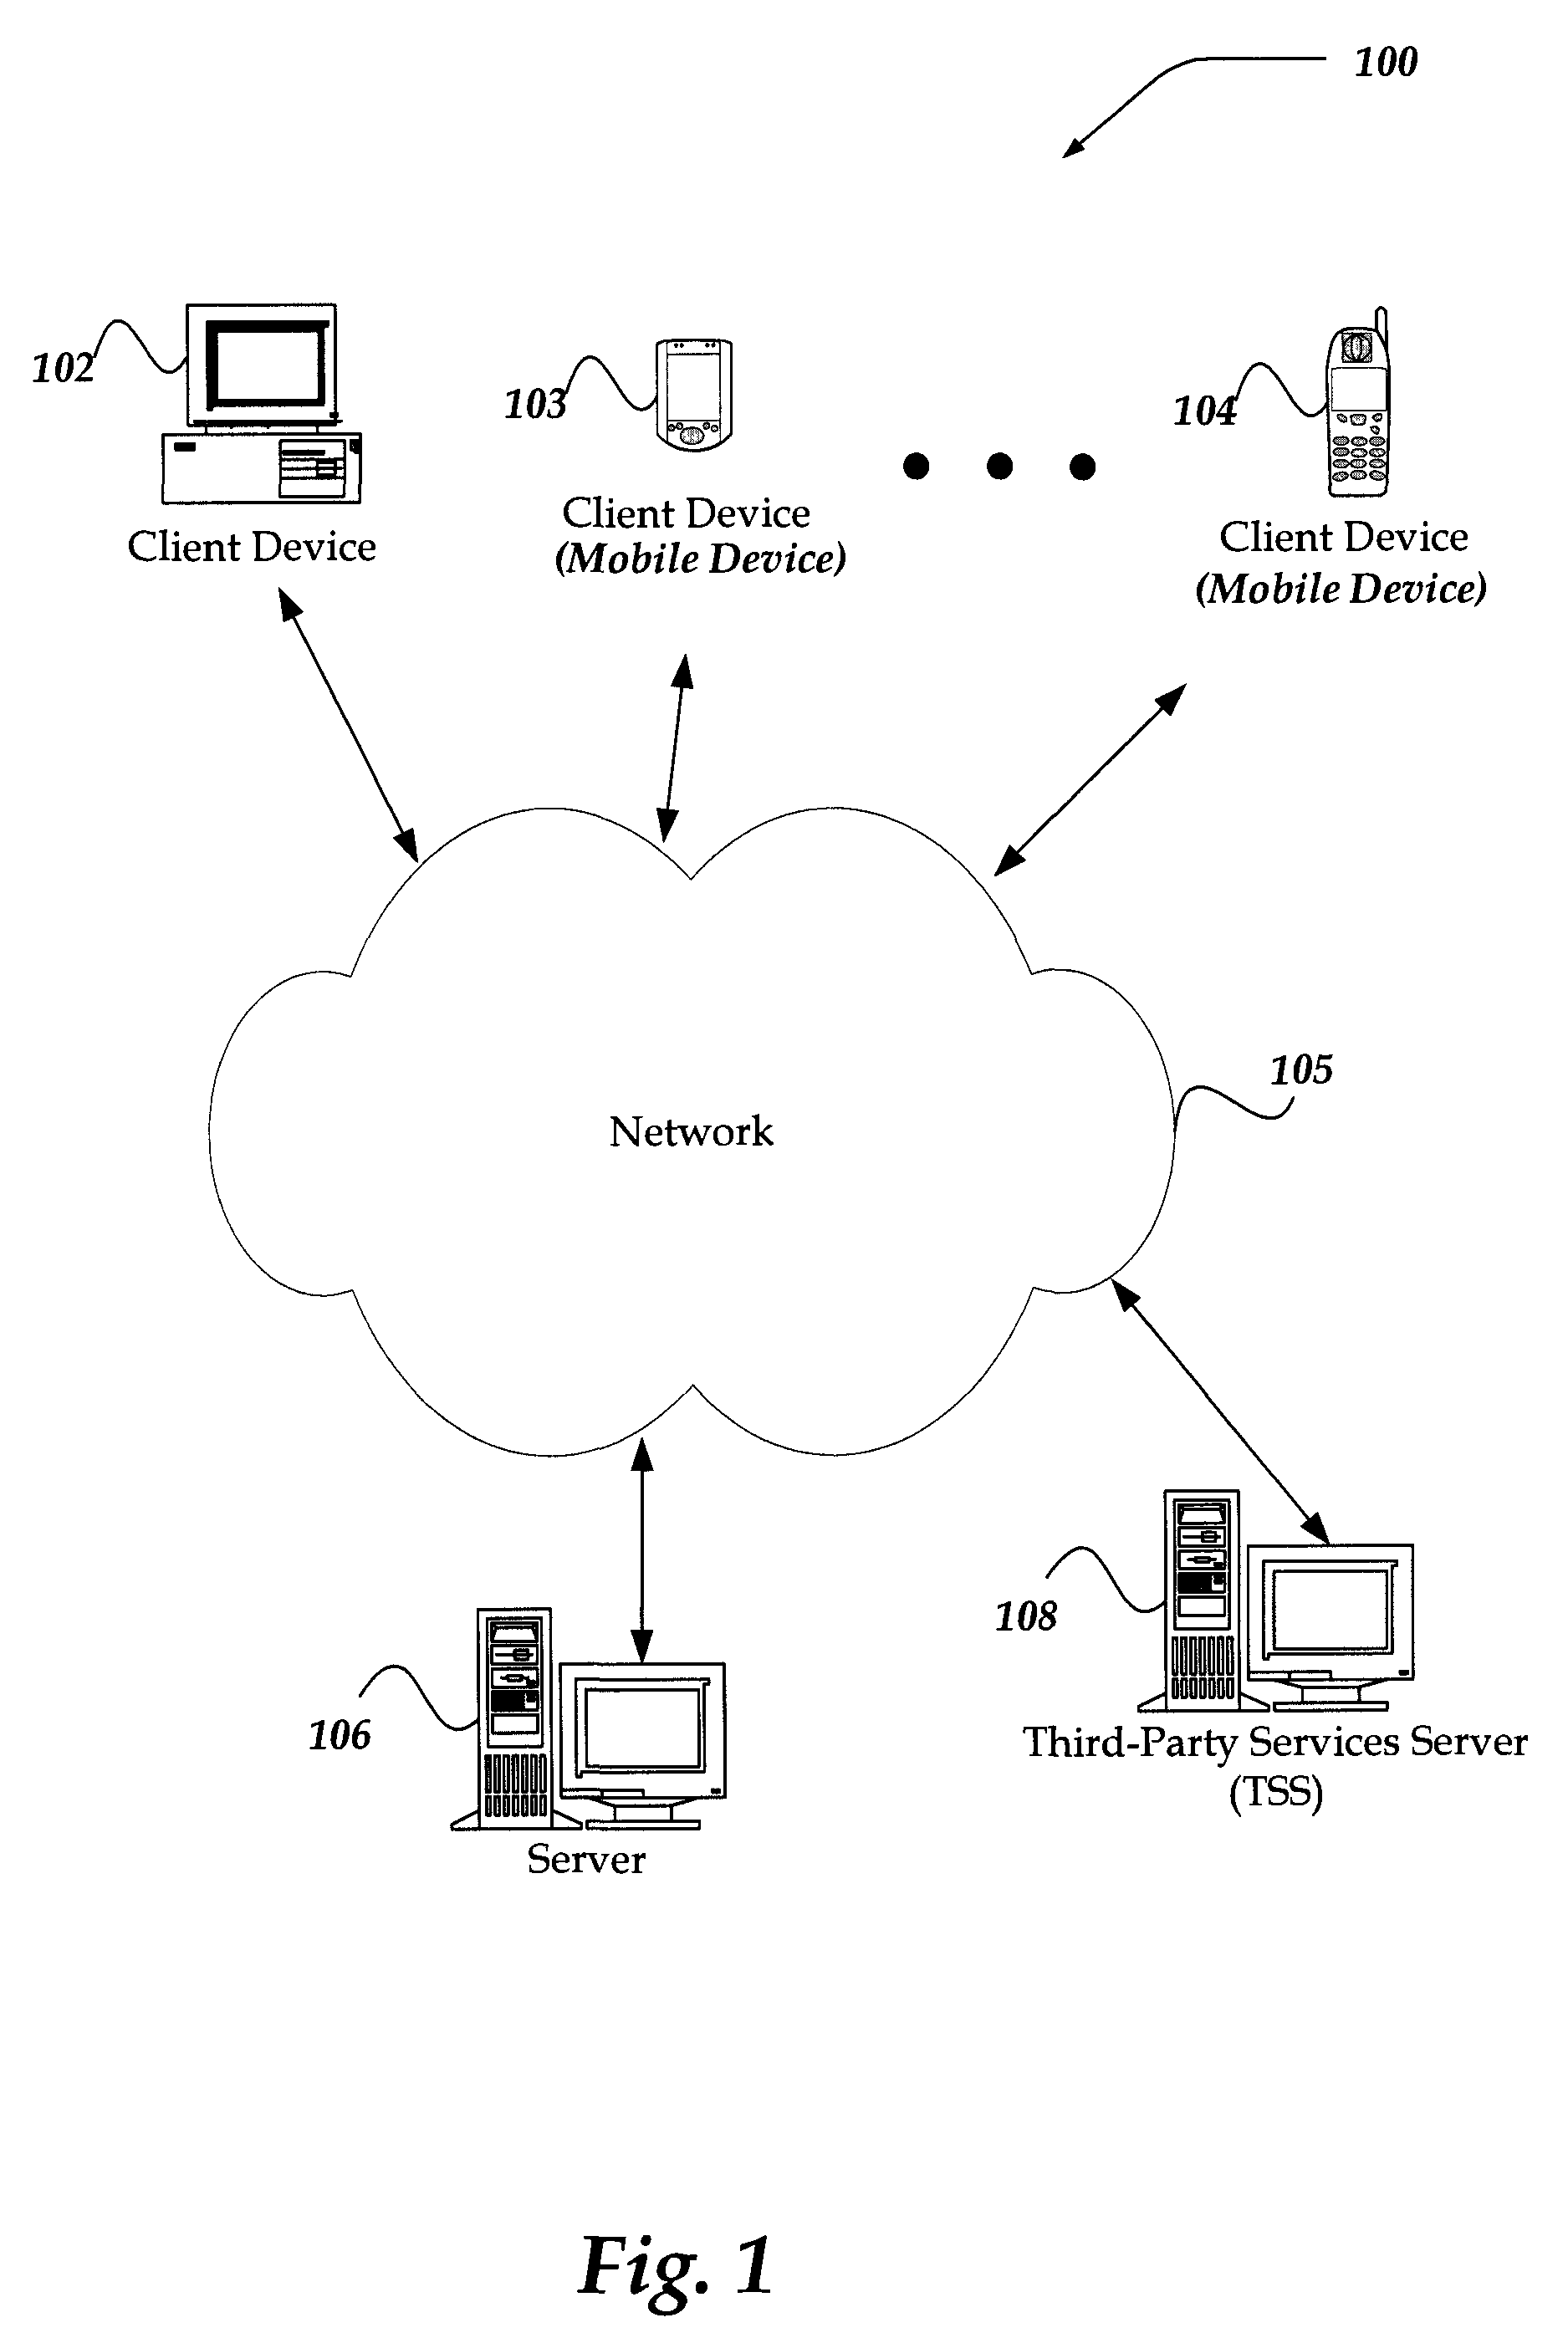 100
102
103
104
Client Device
Client Device
(Mobile Device)
Client Device
(Mobile Device)
105
Network
106
Server
108
Third-Party Services Server
(TSS)
Fig. 1